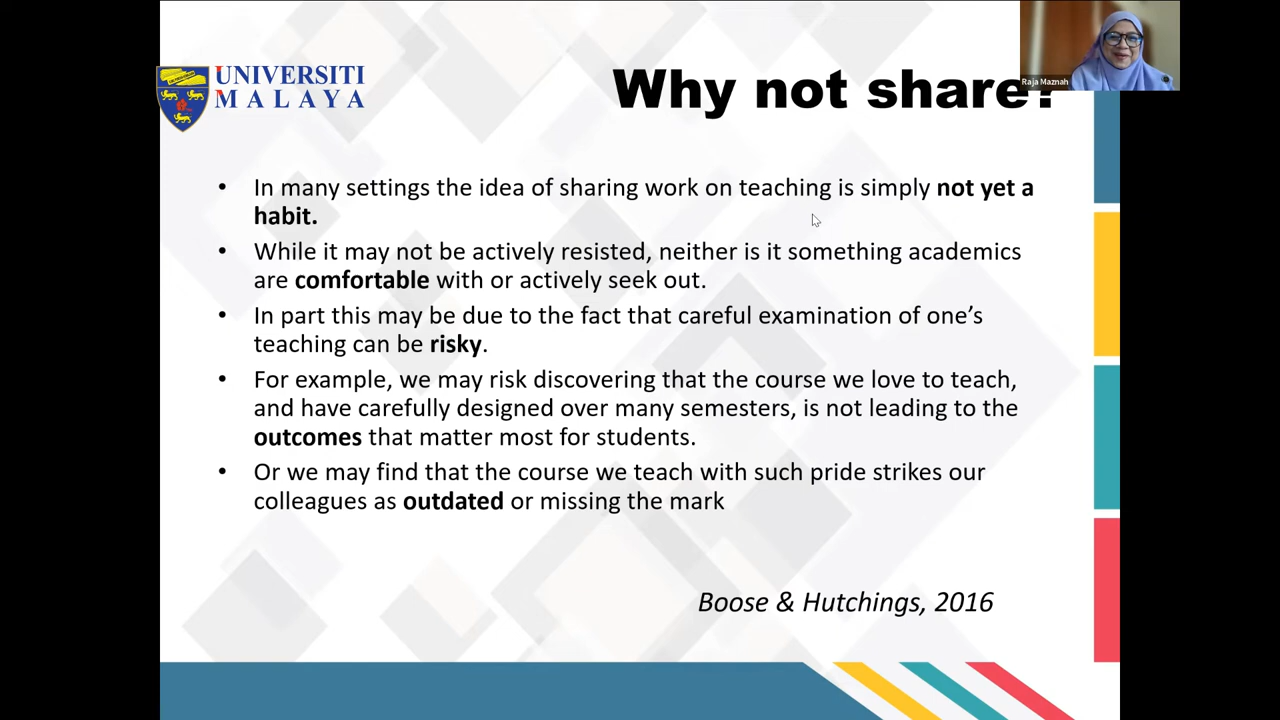 UNIVERSITI
MALAYA
Why not share?
Raja Maznah
• In many settings the idea of sharing work on teaching is simply not yet a
habit.
• While it may not be actively resisted, neither is it something academics
are comfortable with or actively seek out.
• In part this may be due to the fact that careful examination of one’s
teaching can be risky.
• For example, we may risk discovering that the course we love to teach,
and have carefully designed over many semesters, is not leading to the
outcomes that matter most for students.
• Or we may find that the course we teach with such pride strikes our
colleagues as outdated or missing the mark
Boose & Hutchings, 2016